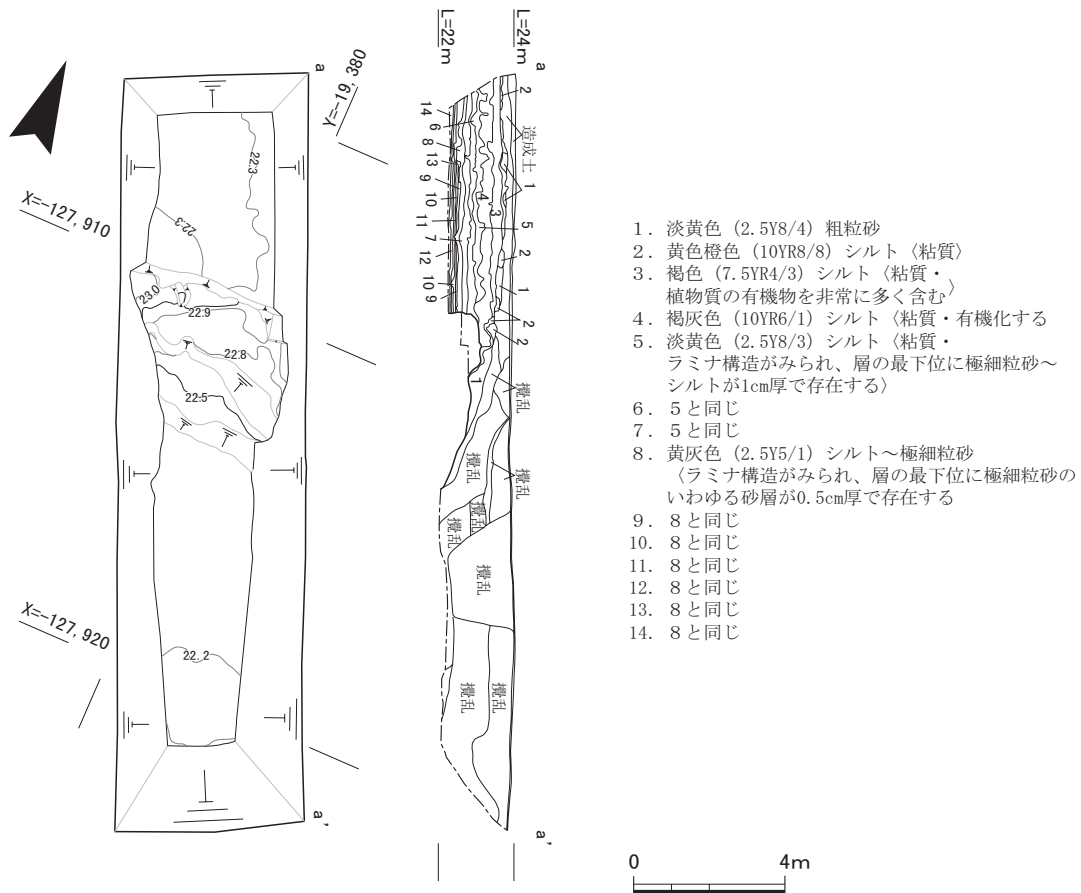 a
Y=-19,380
X=-127,910
22.3
22.3
23.0
22.9
22.8
22.5
X=-127,920
22.2
a'
L=22m
L=24m
a
2
造成土
1
14
6
8
13
9
10
11
7
12
10
9
4
3
5
2
1
2
2
1
攪乱
攪乱
攪乱
攪乱
攪乱
攪乱
攪乱
攪乱
a'
1. 淡黄色 (2.5Y8/4) 粗粒砂
2. 黄色橙色 (10YR8/8) シルト〈粘質〉
3. 褐色 (7.5YR4/3) シルト〈粘質・
植物質の有機物を非常に多く含む〉
4. 褐灰色 (10YR6/1) シルト〈粘質・有機化する
5. 淡黄色 (2.5Y8/3) シルト〈粘質・
ラミナ構造がみられ、層の最下位に極細粒砂～
シルトが1cm厚で存在する〉
6. 5と同じ
7. 5と同じ
8. 黄灰色 (2.5Y5/1) シルト～極細粒砂
〈ラミナ構造がみられ、層の最下位に極細粒砂の
いわゆる砂層が0.5cm厚で存在する
9. 8と同じ
10. 8と同じ
11. 8と同じ
12. 8と同じ
13. 8と同じ
14. 8と同じ
0 4m